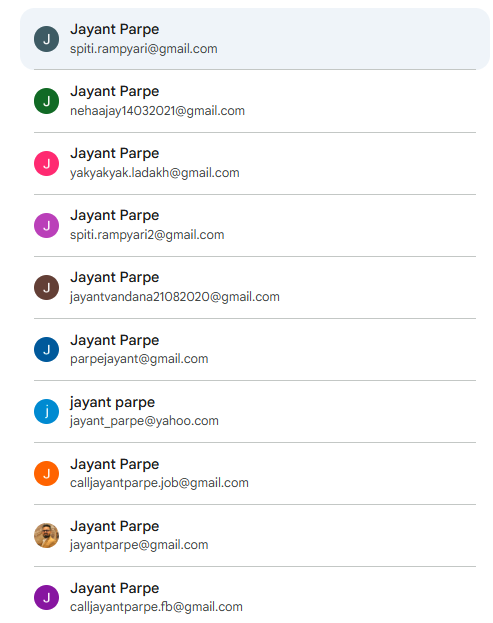 J
Jayant Parpe
spiti.rampyari@gmail.com
J
Jayant Parpe
nehaajay14032021@gmail.com
J
Jayant Parpe
yakyakyak.ladakh@gmail.com
J
Jayant Parpe
spiti.rampyari2@gmail.com
J
Jayant Parpe
jayantvandana21082020@gmail.com
J
Jayant Parpe
parpejayant@gmail.com
j
jayant parpe
jayant_parpe@yahoo.com
J
Jayant Parpe
calljayantparpe.job@gmail.com
Jayant Parpe
jayantparpe@gmail.com
J
Jayant Parpe
calljayantparpe.fb@gmail.com